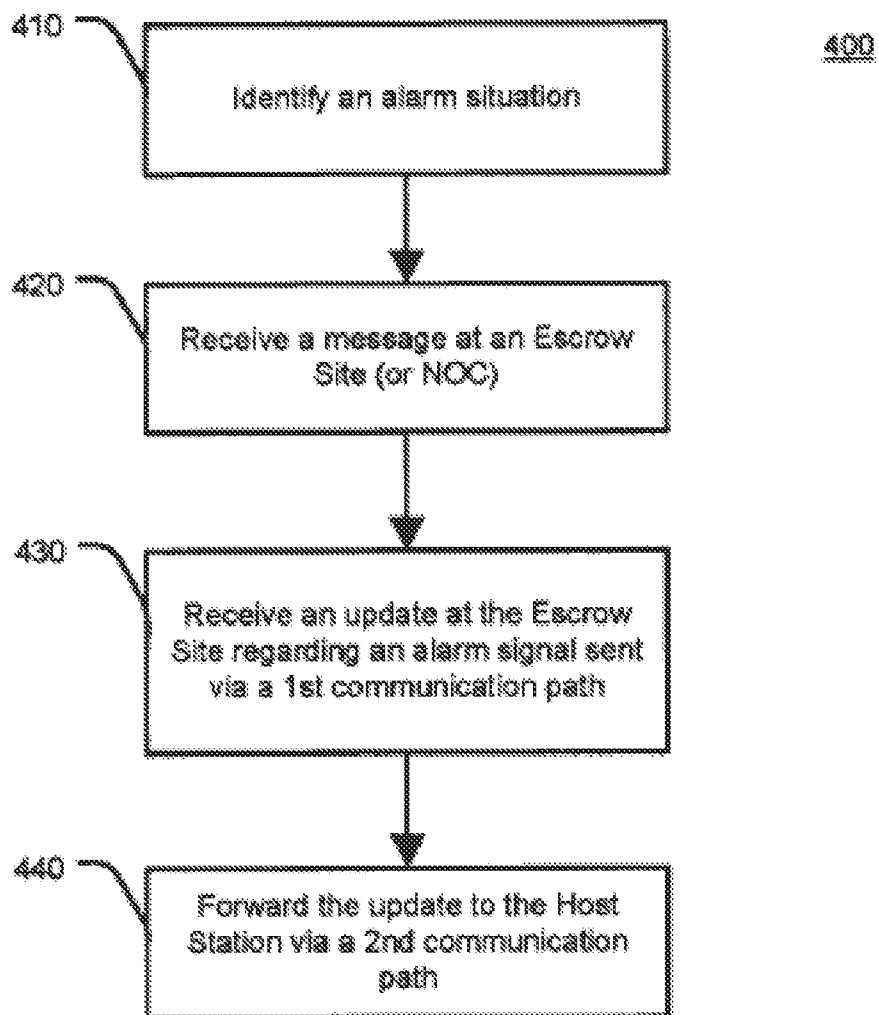 410
400
Identify an alarm situation
420
Receive a message at an Escrow
Site (or NOC)
430
Receive an update at the Escrow
Site regarding an alarm signal sent
via a 1st communication path
440
Forward the update to the Host
Station via a 2nd communication
path